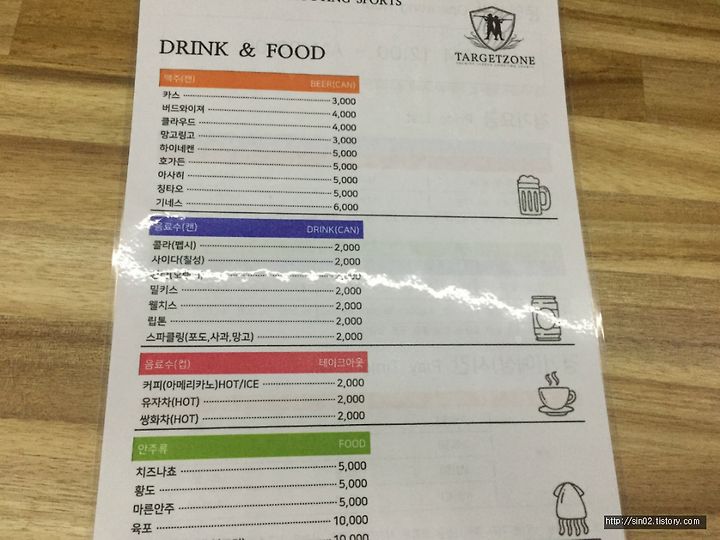 SPORTS
TARGETZONE
DRINK & FOOD
맥주(캔) BEER(CAN)
카스 3,000
버드와이져 4,000
클라우드 4,000
망고링고 3,000
하이네캔 5,000
호가든 5,000
아사히 5,000
칭타오 5,000
기네스 6,000
음료수(캔) DRINK(CAN)
콜라(펩시) 2,000
사이다(칠성) 2,000
2,000
밀키스 2,000
웰치스 2,000
립톤 2,000
스파클링(포도,사과,망고) 2,000
음료수(컵) 테이크아웃
커피(아메리카노)HOT/ICE 2,000
유자차(HOT) 2,000
쌍화차(HOT) 2,000
안주류 FOOD
치즈나쵸 5,000
황도 5,000
마른안주 5,000
육포 10,000
10,000
http://sin02.tistory.com